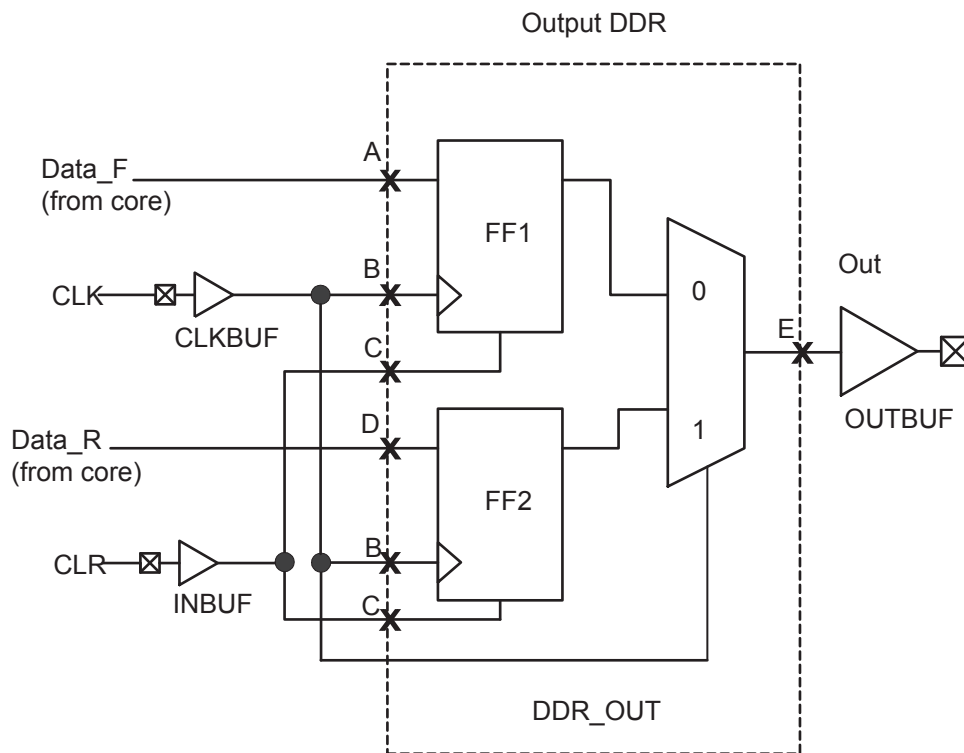 Output DDR
A
Data_F
(from core)
FF1
B
CLK
CLKBUF
0
Out
C
E
D
OUTBUF
Data_R
(from core)
1
FF2
B
CLR
INBUF
C
DDR_OUT